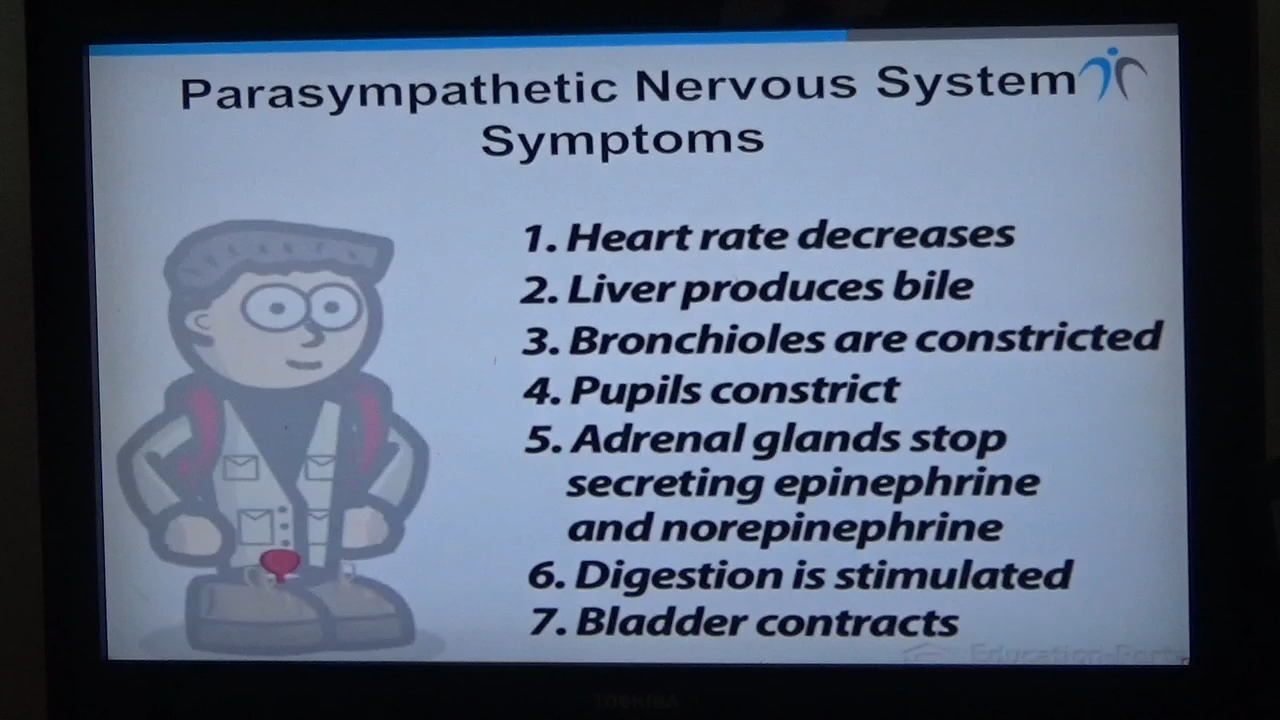 Parasympathetic Nervous System
Symptoms
1. Heart rate decreases
2. Liver produces bile
3. Bronchioles are constricted
4. Pupils constrict
5. Adrenal glands stop
secreting epinephrine
and norepinephrine
6. Digestion is stimulated
7. Bladder contracts
TOSHIBA